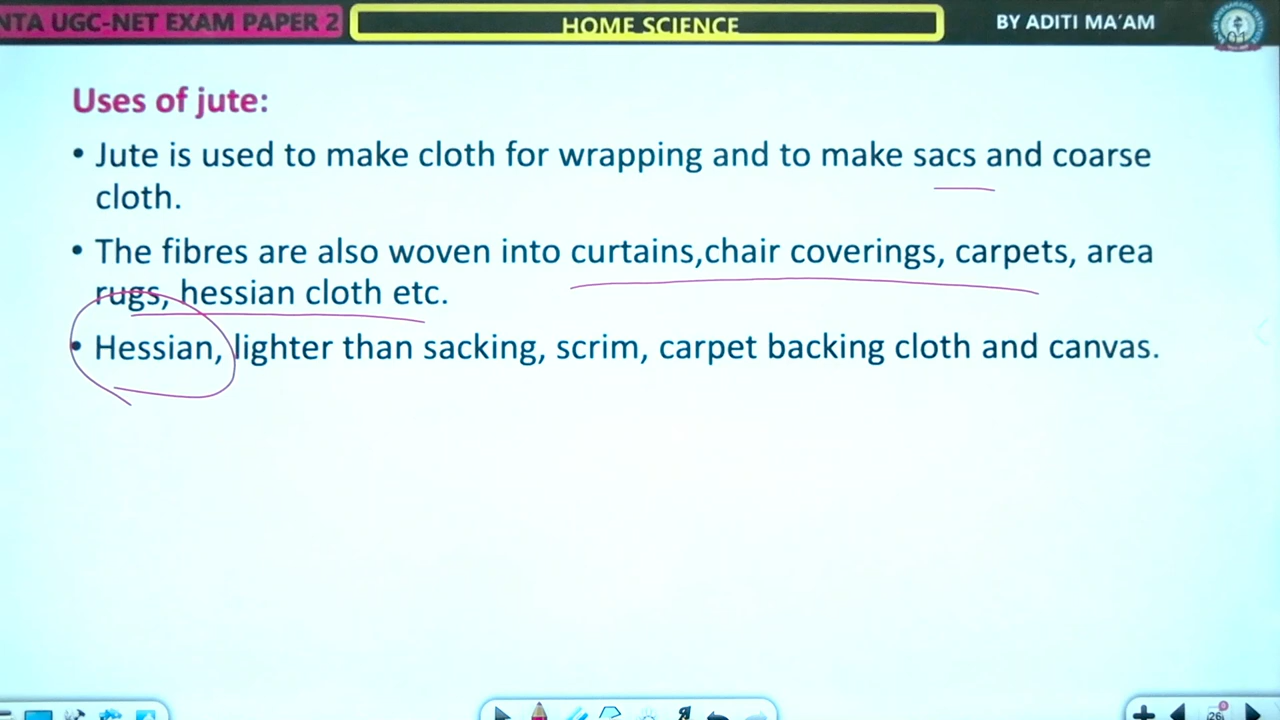 NTA UGC-NET EXAM PAPER 2
HOME SCIENCE
BY ADITI MA'AM
Uses of jute:
• Jute is used to make cloth for wrapping and to make sacs and coarse
cloth.
• The fibres are also woven into curtains,chair coverings, carpets, area
rugs, hessian cloth etc.
• Hessian, lighter than sacking, scrim, carpet backing cloth and canvas.
26